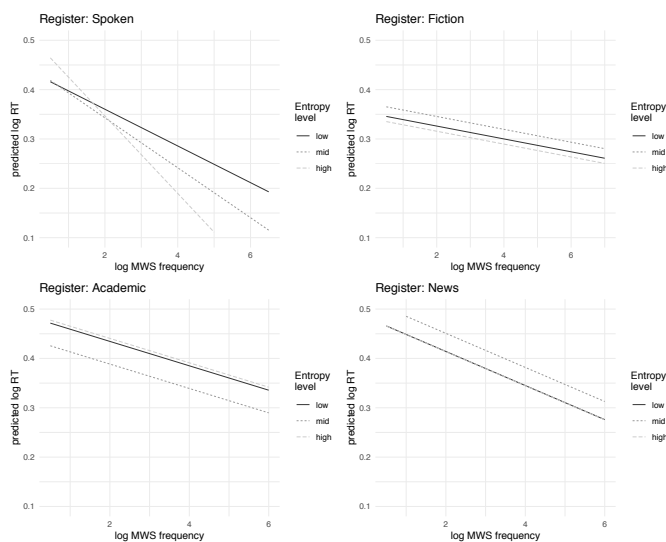 Register: Spoken
0.5
0.4
0.3
0.2
0.1
predicted log RT
2
4
6
log MWS frequency
Entropy
level
low
mid
high
Register: Fiction
0.5
0.4
0.3
0.2
0.1
predicted log RT
2
4
6
log MWS frequency
Entropy
level
low
mid
high
Register: Academic
0.5
0.4
0.3
0.2
0.1
predicted log RT
2
4
6
log MWS frequency
Entropy
level
low
mid
high
Register: News
0.5
0.4
0.3
0.2
0.1
predicted log RT
2
4
6
log MWS frequency
Entropy
level
low
mid
high